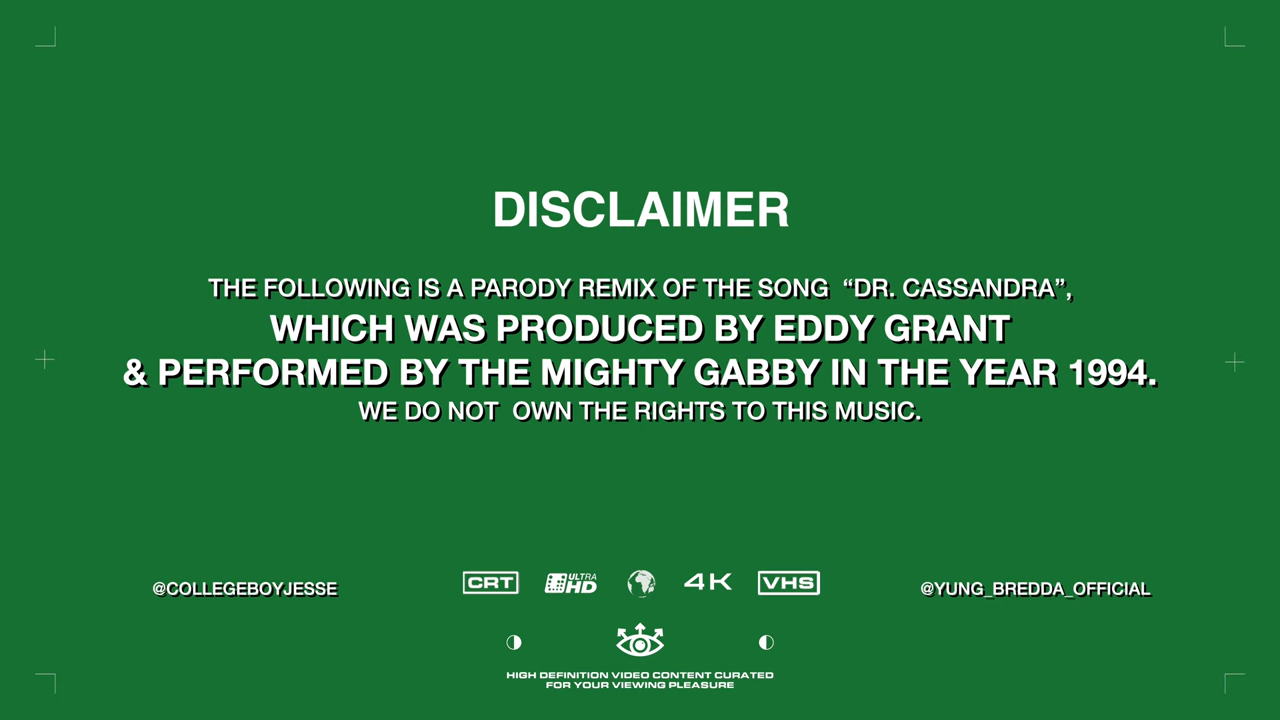 DISCLAIMER
THE FOLLOWING IS A PARODY REMIX OF THE SONG “DR. CASSANDRA”,
WHICH WAS PRODUCED BY EDDY GRANT
& PERFORMED BY THE MIGHTY GABBY IN THE YEAR 1994.
WE DO NOT OWN THE RIGHTS TO THIS MUSIC.
@COLLEGEBOYJESSE
CRT
ULTRA HD
4K
VHS
@YUNG_BREDDA_OFFICIAL
HIGH DEFINITION VIDEO CONTENT CURATED
FOR YOUR VIEWING PLEASURE